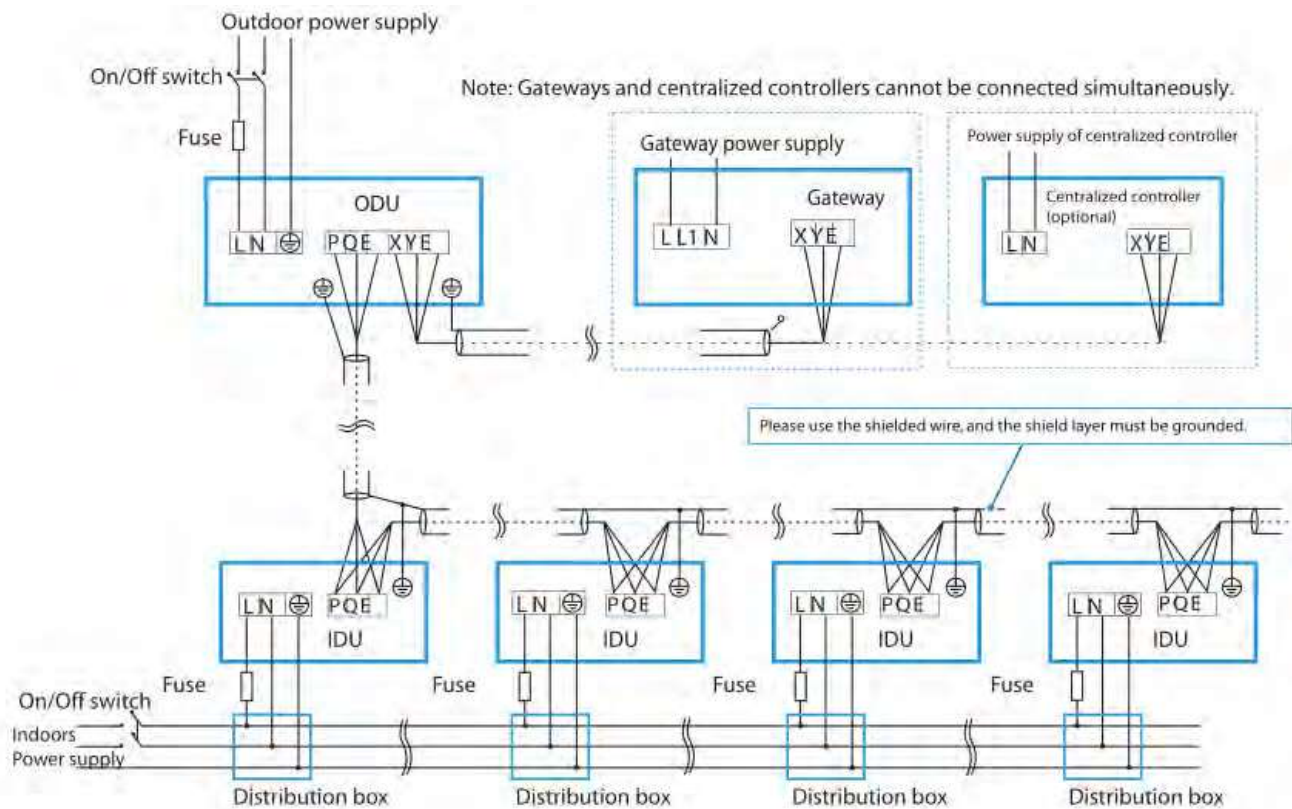 Outdoor power supply
On/Off switch
Note: Gateways and centralized controllers cannot be connected simultaneously.
Fuse
Gateway power supply
Power supply of centralized controller
ODU
Gateway
Centralized controller
(optional)
L N
P Q E
X Y E
L L1 N
X Y E
L N
X Y E
Please use the shielded wire, and the shield layer must be grounded.
L N
P Q E
L N
P Q E
L N
P Q E
L N
P Q E
IDU
IDU
IDU
IDU
Fuse
Fuse
Fuse
Fuse
On/Off switch
Indoors
Power supply
Distribution box
Distribution box
Distribution box
Distribution box